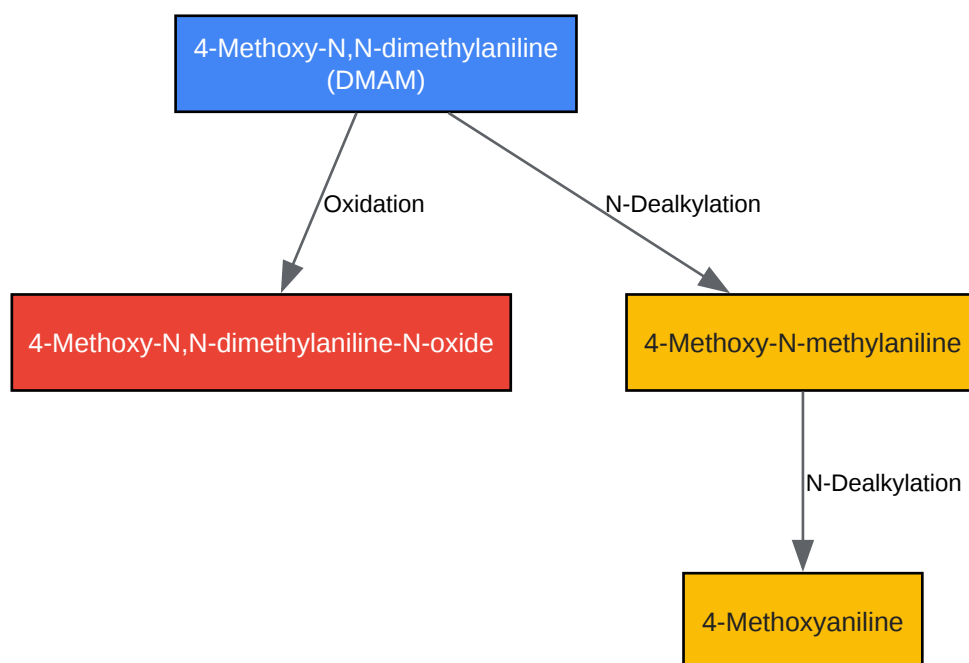 4-Methoxy-N,N-dimethylaniline
(DMAM)
Oxidation
N-Dealkylation
4-Methoxy-N,N-dimethylaniline-N-oxide
4-Methoxy-N-methylaniline
N-Dealkylation
4-Methoxyaniline